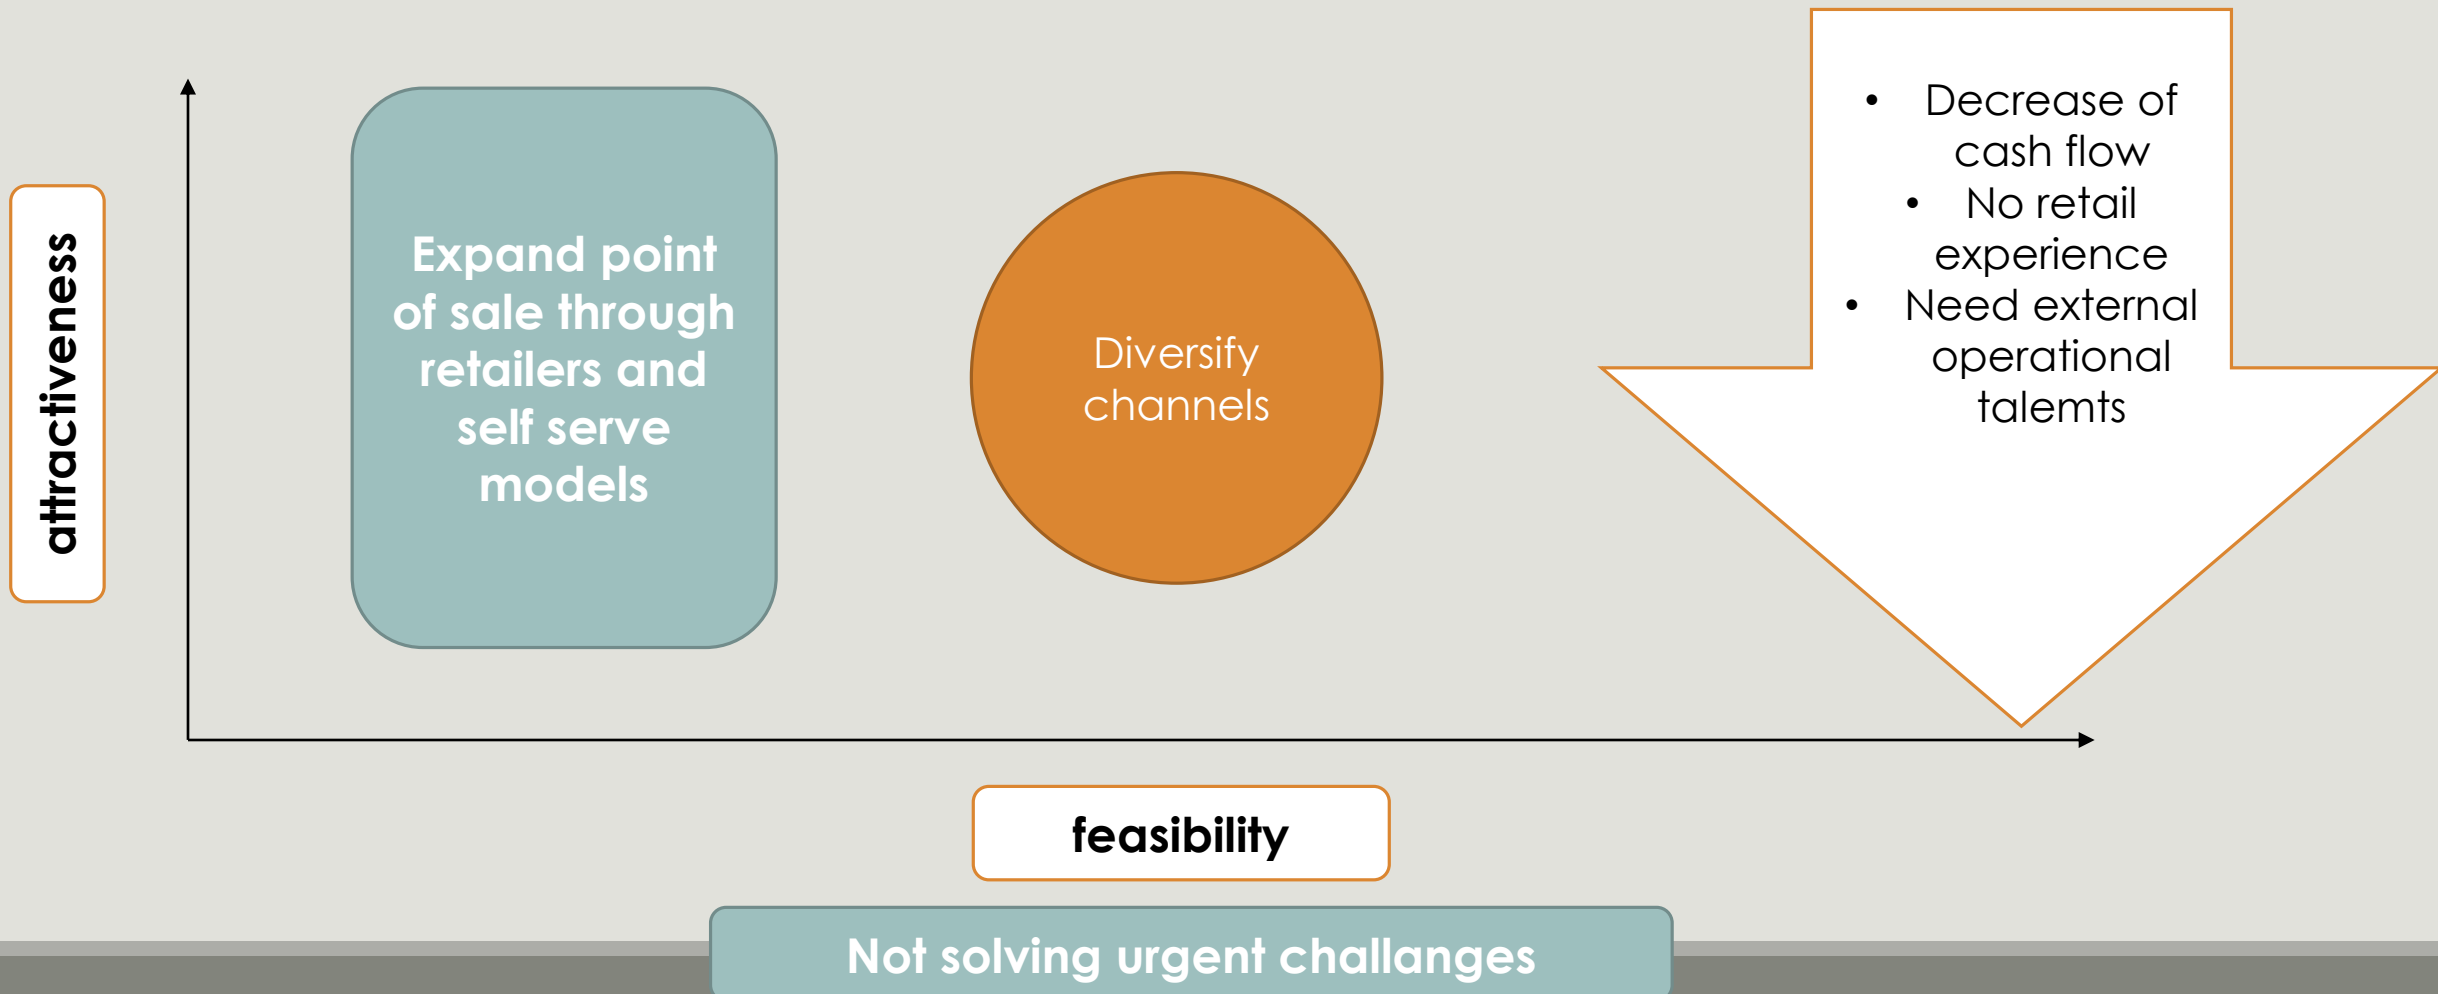 attractiveness
Expand point
of sale through
retailers and
self serve
models
Diversify
channels
• Decrease of
cash flow
• No retail
experience
• Need external
operational
talemts
feasibility
Not solving urgent challanges